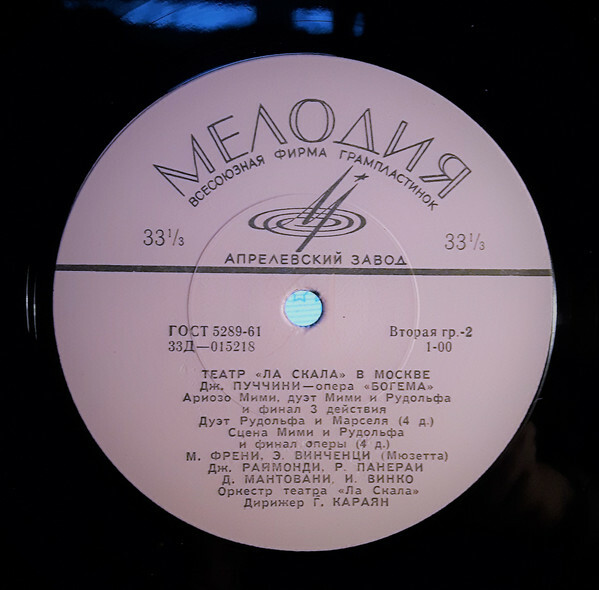 МЕЛОДИЯ
ВСЕСОЮЗНАЯ ФИРМА ГРАМПЛАСТИНОК
33⅓
33⅓
АПРЕЛЕВСКИЙ ЗАВОД
ГОСТ 5289-61
Вторая гр.-2
33Д—015218
1-00
ТЕАТР «ЛА СКАЛА» В МОСКВЕ
Дж. ПУЧЧИНИ—опера «БОГЕМА»
Ариозо Мими, дуэт Мими и Рудольфа
и финал 3 действия
Дуэт Рудольфа и Марселя (4 д.)
Сцена Мими и Рудольфа
и финал оперы (4 д.)
М. ФРЕНИ, Э. ВИНЧЕНЦИ (Мюзетта)
Дж. РАЯМОНДИ, Р. ПАНЕРАИ
Д. МАНТОВАНИ, И. ВИНКО
Оркестр театра «Ла Скала»
Дирижер Г. КАРАЯН